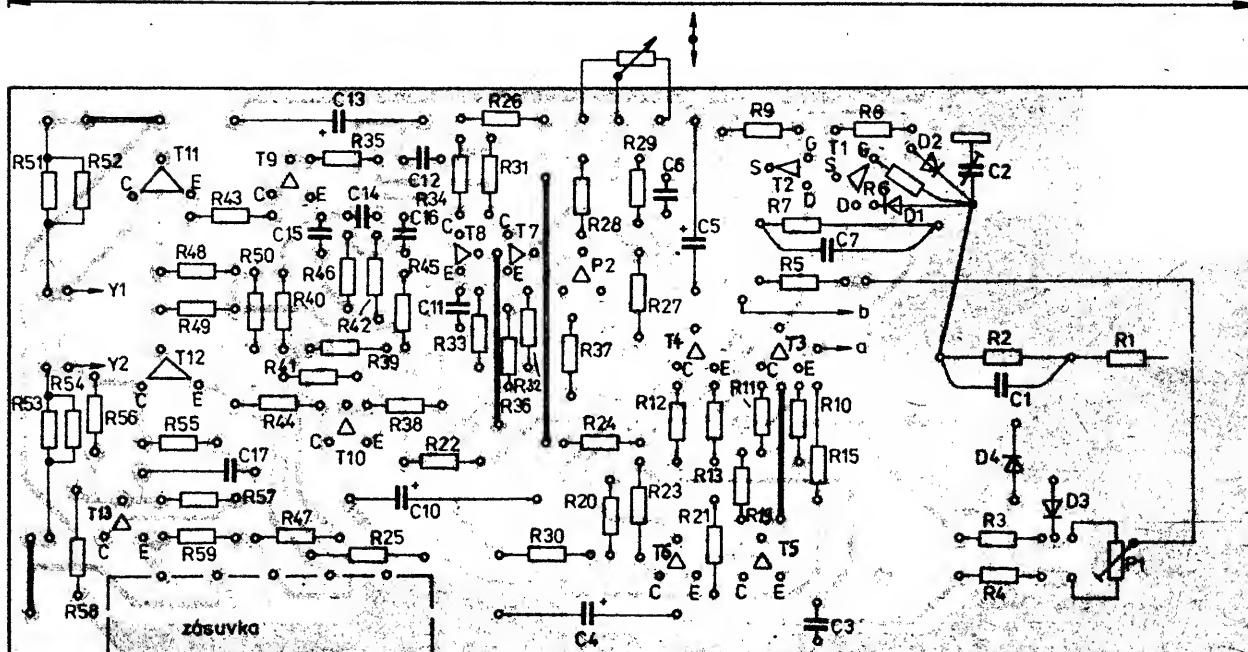 C13
R26
R9
R8
R51
R52
T11
T9
R35
C12
R34
R31
R29
C6
G
T1
G
D2
C2
S
T2
S
R6
C
E
C
E
D
D
D1
R43
C14
C16
R28
C5
R7
C7
C15
C
T8
T7
R48
R50
R46
R45
E
E
P2
R5
Y1
R49
R40
R42
C11
R33
R27
b
T12
R39
R32
R37
T4
T3
a
R2
R1
Y2
R54
R41
R36
C
E
C
E
C1
R53
R56
C
E
R44
R38
R12
R11
R10
R55
C
E
T10
R22
R24
D4
C17
R13
R15
R57
C10
R20
R23
R21
R14
D3
T13
C
E
R59
R47
R25
R30
T6
T5
R3
P1
R58
C
E
C
E
R4
zásuvka
C4
C3